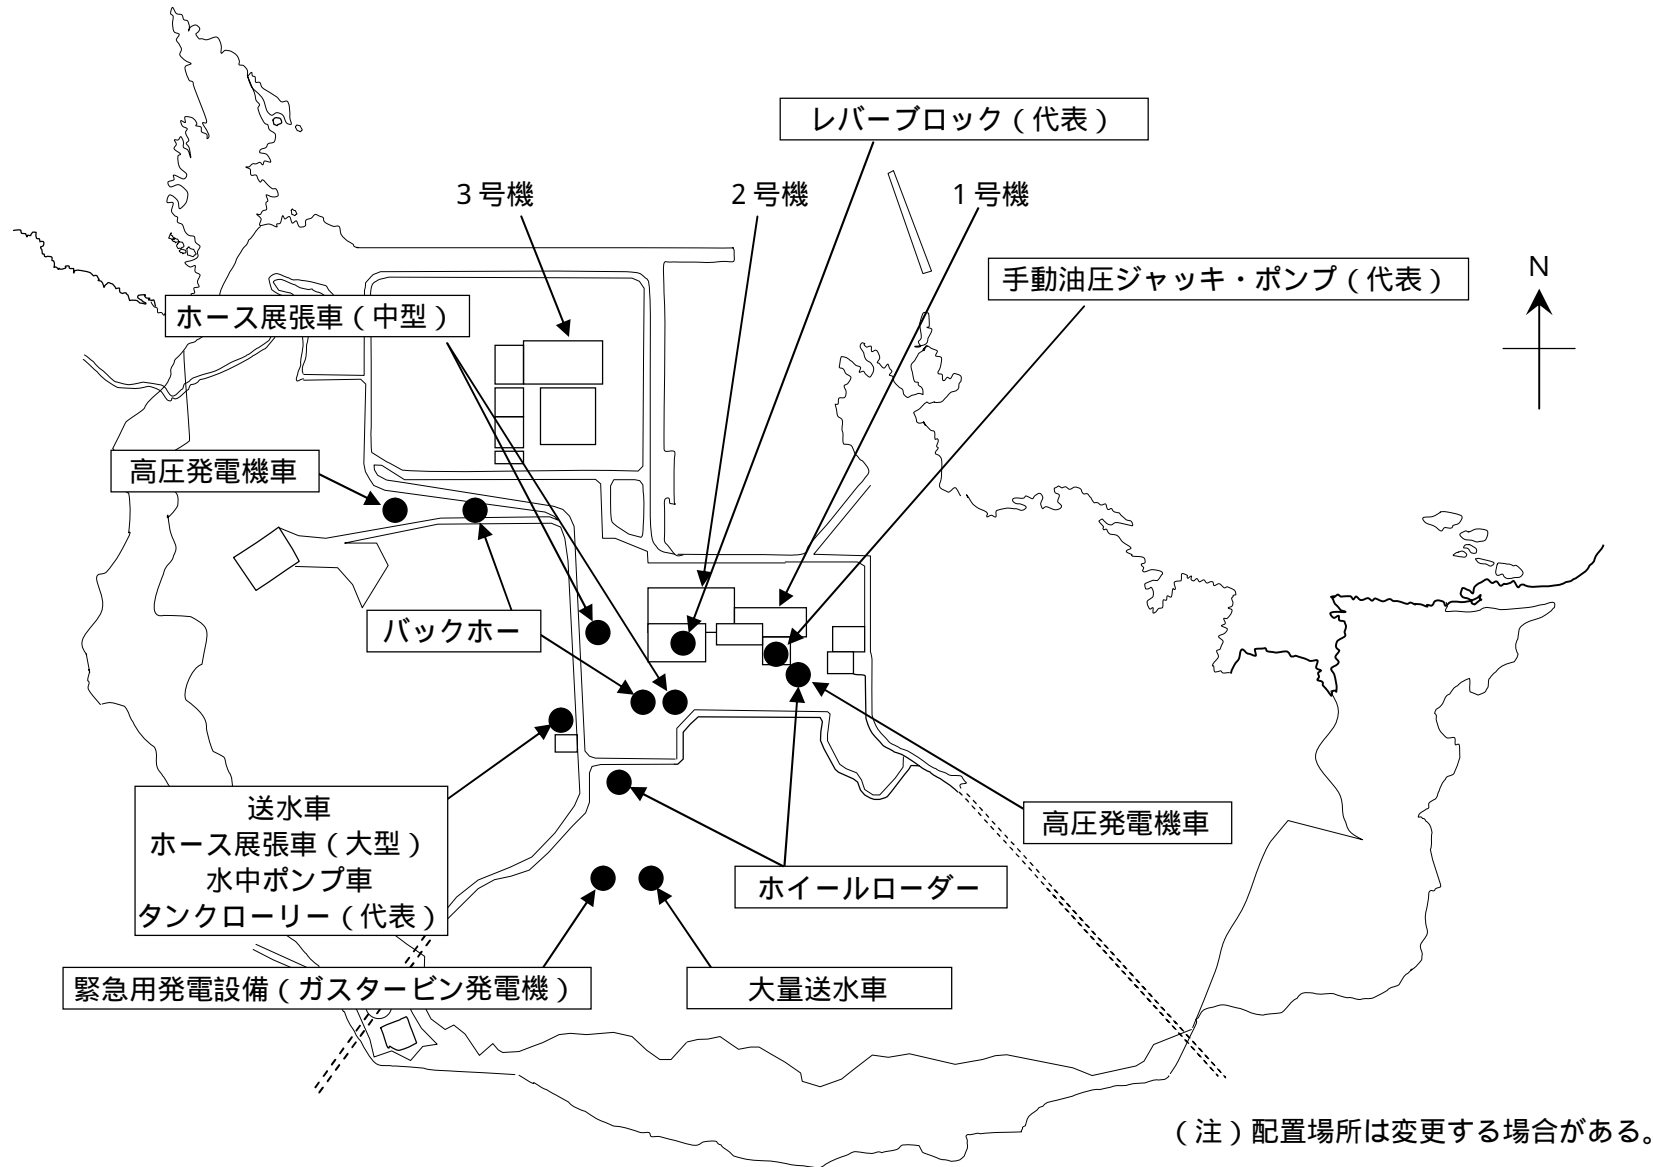 レバーブロック（代表）
3号機
2号機
1号機
手動油圧ジャッキ・ポンプ（代表）
N
ホース展張車（中型）
高圧発電機車
バックホー
送水車
ホース展張車（大型）
水中ポンプ車
タンクローリー（代表）
高圧発電機車
ホイールローダー
緊急用発電設備（ガスタービン発電機）
大量送水車
（注）配置場所は変更する場合がある。